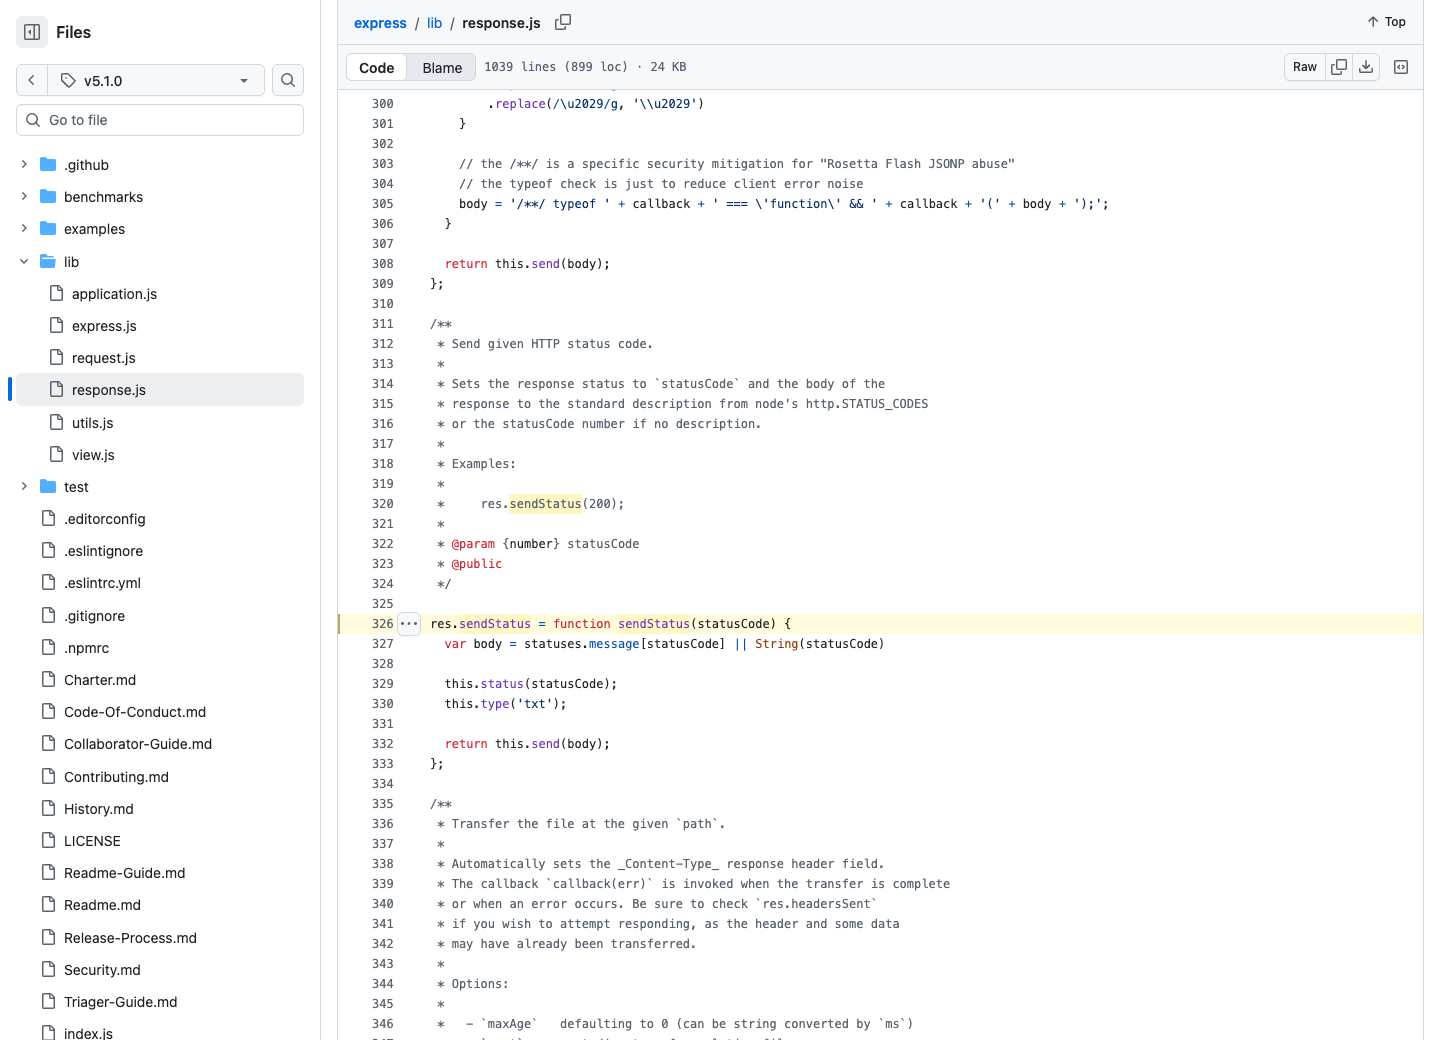 Files
v5.1.0
Go to file
.github
benchmarks
examples
lib
application.js
express.js
request.js
response.js
utils.js
view.js
test
.editorconfig
.eslintignore
.eslintrc.yml
.gitignore
.npmrc
Charter.md
Code-Of-Conduct.md
Collaborator-Guide.md
Contributing.md
History.md
LICENSE
Readme-Guide.md
Readme.md
Release-Process.md
Security.md
Triager-Guide.md
index.js
express / lib / response.js
Top
Code Blame 1039 lines (899 loc) · 24 KB
Raw
300 .replace(/\u2029/g, '\\u2029')
301 }
302
303 // the /**/ is a specific security mitigation for "Rosetta Flash JSONP abuse"
304 // the typeof check is just to reduce client error noise
305 body = '/**/ typeof ' + callback + ' === \'function\' && ' + callback + '(' + body + ');';
306 }
307
308 return this.send(body);
309 };
310
311 /**
312 * Send given HTTP status code.
313 *
314 * Sets the response status to `statusCode` and the body of the
315 * response to the standard description from node's http.STATUS_CODES
316 * or the statusCode number if no description.
317 *
318 * Examples:
319 *
320 * res.sendStatus(200);
321 *
322 * @param {number} statusCode
323 * @public
324 */
325
326 res.sendStatus = function sendStatus(statusCode) {
327 var body = statuses.message[statusCode] || String(statusCode)
328
329 this.status(statusCode);
330 this.type('txt');
331
332 return this.send(body);
333 };
334
335 /**
336 * Transfer the file at the given `path`.
337 *
338 * Automatically sets the _Content-Type_ response header field.
339 * The callback `callback(err)` is invoked when the transfer is complete
340 * or when an error occurs. Be sure to check `res.headersSent`
341 * if you wish to attempt responding, as the header and some data
342 * may have already been transferred.
343 *
344 * Options:
345 *
346 * - `maxAge` defaulting to 0 (can be string converted by `ms`)